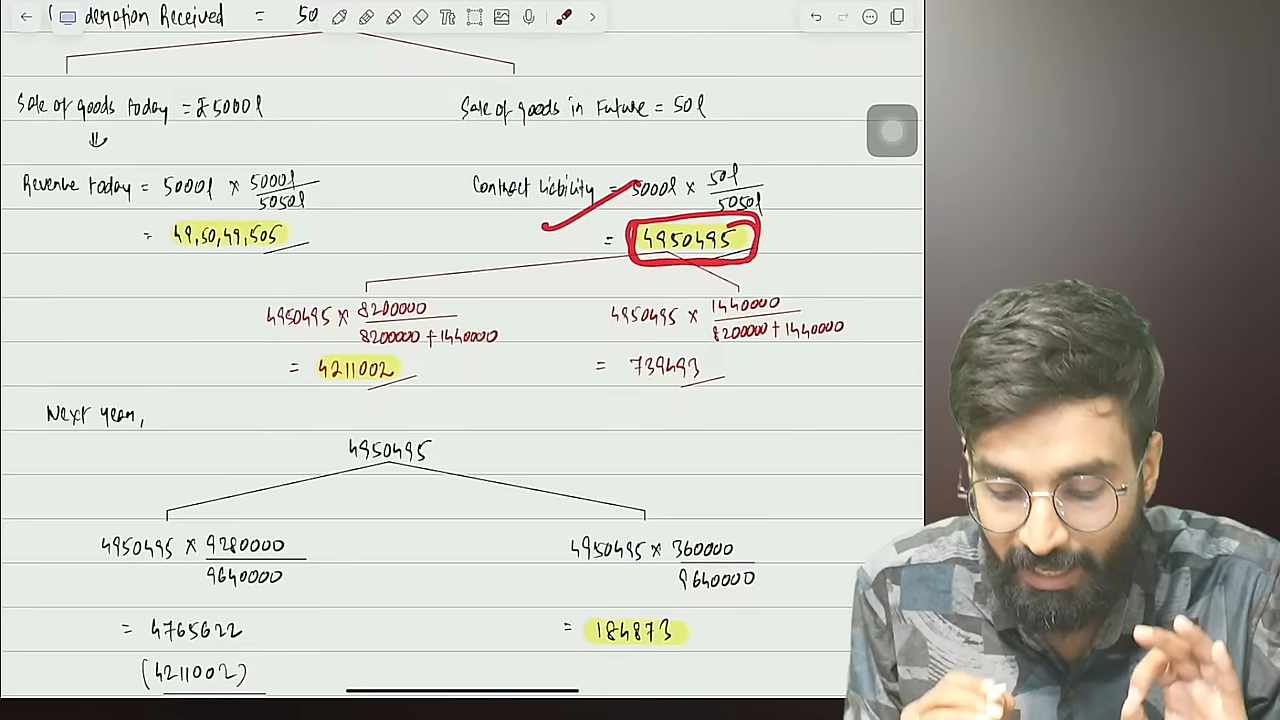 deration Received = 50
Sale of goods today = ₹5000l
Sale of goods in Future = 50l
Revenue today = 5000l × 5000l / 5050l
Contract liability = 5000l × 50l / 5050l
= 49,50,49,505
= 4950495
4950495 × 8200000 / 8200000 + 1440000
4950495 × 1440000 / 8200000 + 1440000
= 4211002
= 739493
Next year,
4950495
4950495 × 9280000 / 9640000
4950495 × 360000 / 9640000
= 4765622
= 184873
(4211002)